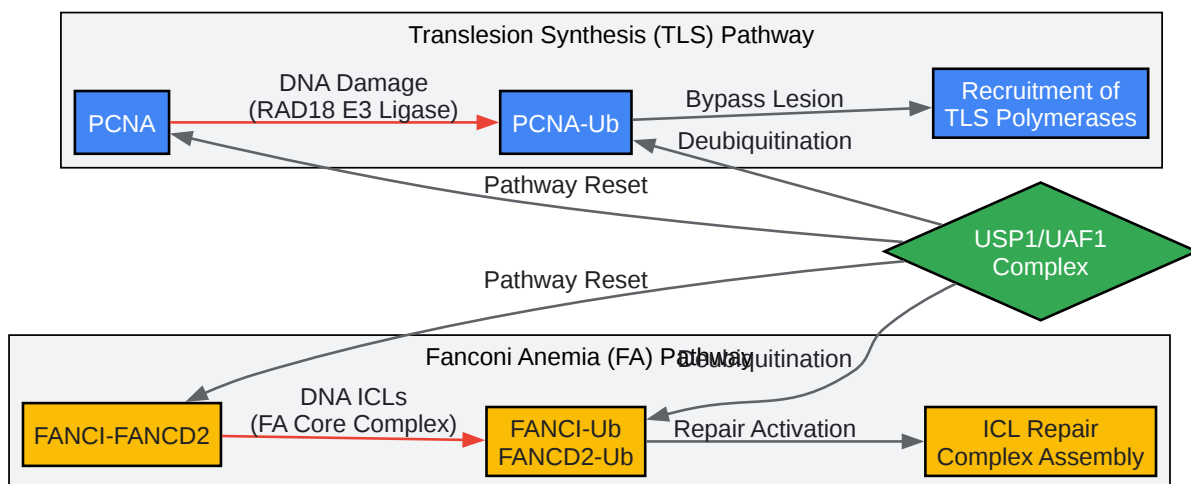 Translesion Synthesis (TLS) Pathway
DNA Damage
(RAD18 E3 Ligase)
PCNA
PCNA-Ub
Bypass Lesion
Recruitment of
TLS Polymerases
Deubiquitination
Pathway Reset
USP1/UAF1
Complex
Pathway Reset
Fanconi Anemia (FA) Pathway
Deubiquitination
DNA ICLs
(FA Core Complex)
FANCI-FANCD2
FANCI-Ub
FANCD2-Ub
Repair Activation
ICL Repair
Complex Assembly